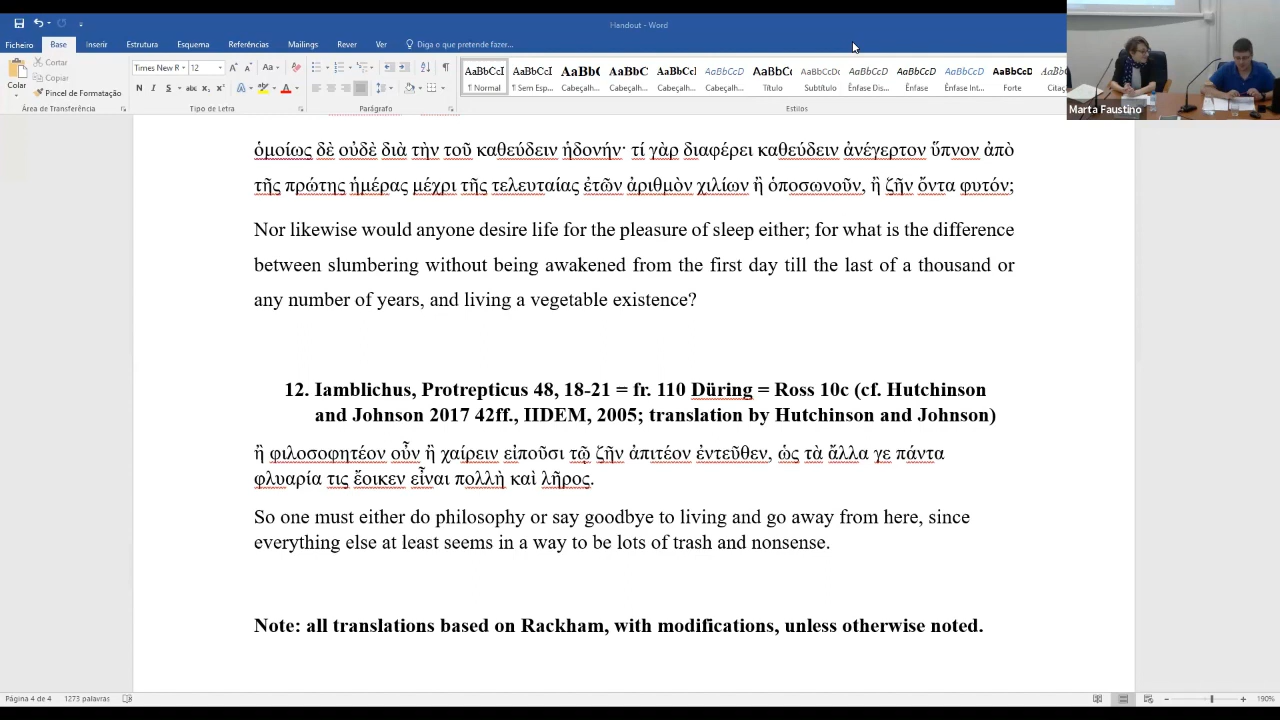 Handout - Word
Ficheiro Base Inserir Estrutura Esquema Referências Mailings Rever Ver Diga o que pretende fazer...
Colar
Cortar
Copiar
Pincel de Formatação
Área de Transferência
Times New R 12
N I S abc x₂ x²
Tipo de Letra
Parágrafo
AaBbCcI AaBbCcI AaBbC AaBbC AaBbCcI AaBbCcD AaBbCc AaBbCcD AaBbCcD AaBbCcD AaBbCcD AaBbCcD
¶ Normal ¶ Sem Esp... Cabeçalh... Cabeçalh... Cabeçalh... Cabeçalh... Título Subtítulo Ênfase Dis... Ênfase Ênfase Int... Forte
Estilos
Marta Faustino
ὁμοίως δὲ οὐδὲ διὰ τὴν τοῦ καθεύδειν ἡδονήν· τί γὰρ διαφέρει καθεύδειν ἀνέγερτον ὕπνον ἀπὸ
τῆς πρώτης ἡμέρας μέχρι τῆς τελευταίας ἐτῶν ἀριθμὸν χιλίων ἢ ὁποσωνοῦν, ἢ ζῆν ὄντα φυτόν;
Nor likewise would anyone desire life for the pleasure of sleep either; for what is the difference
between slumbering without being awakened from the first day till the last of a thousand or
any number of years, and living a vegetable existence?
12. Iamblichus, Protrepticus 48, 18-21 = fr. 110 Düring = Ross 10c (cf. Hutchinson
and Johnson 2017 42ff., IIDEM, 2005; translation by Hutchinson and Johnson)
ἢ φιλοσοφητέον οὖν ἢ χαίρειν εἰποῦσι τῷ ζῆν ἀπιτέον ἐντεῦθεν, ὡς τὰ ἄλλα γε πάντα
φλυαρία τις ἔοικεν εἶναι πολλὴ καὶ λῆρος.
So one must either do philosophy or say goodbye to living and go away from here, since
everything else at least seems in a way to be lots of trash and nonsense.
Note: all translations based on Rackham, with modifications, unless otherwise noted.
Página 4 de 4 1273 palavras 190%